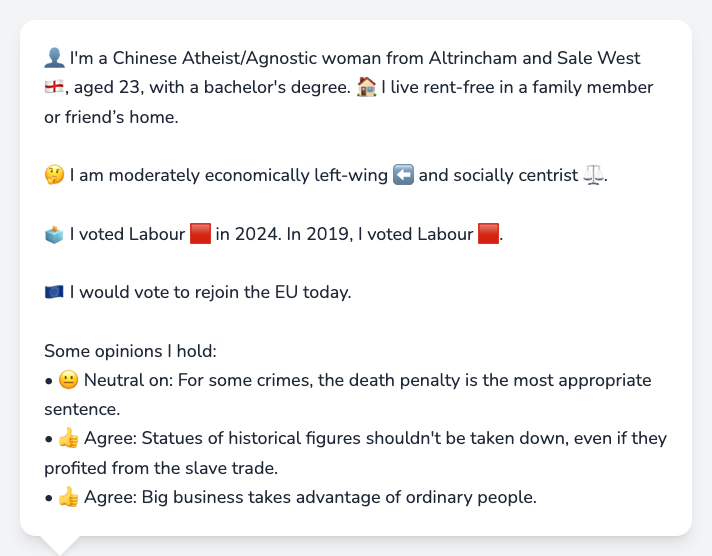 👤 I'm a Chinese Atheist/Agnostic woman from Altrincham and Sale West
🏴󠁧󠁢󠁥󠁮󠁧󠁿, aged 23, with a bachelor's degree. 🏠 I live rent-free in a family member
or friend’s home.
🤔 I am moderately economically left-wing ⬅️ and socially centrist ⚖️.
🗳️ I voted Labour 🟥 in 2024. In 2019, I voted Labour 🟥.
🇪🇺 I would vote to rejoin the EU today.
Some opinions I hold:
• 😐 Neutral on: For some crimes, the death penalty is the most appropriate
sentence.
• 👍 Agree: Statues of historical figures shouldn't be taken down, even if they
profited from the slave trade.
• 👍 Agree: Big business takes advantage of ordinary people.